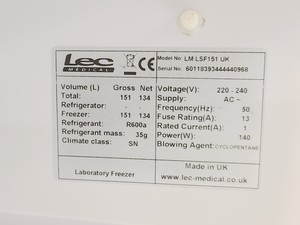 Lec
MEDICAL
Model No: LM LSF151 UK
Serial No: 60118393444440968
Volume (L) Gross Net
Total: 151 134
Refrigerator: - -
Freezer: 151 134
Refrigerant: R600a
Refrigerant mass: 35g
Climate class: SN
Laboratory Freezer
Voltage(V): 220 - 240
Supply: AC ~
Frequency(Hz): 50
Fuse Rating(A): 13
Rated Current(A): 1
Power(W): 140
Blowing Agent: CYCLOPENTANE
Made in UK
www.lec-medical.co.uk